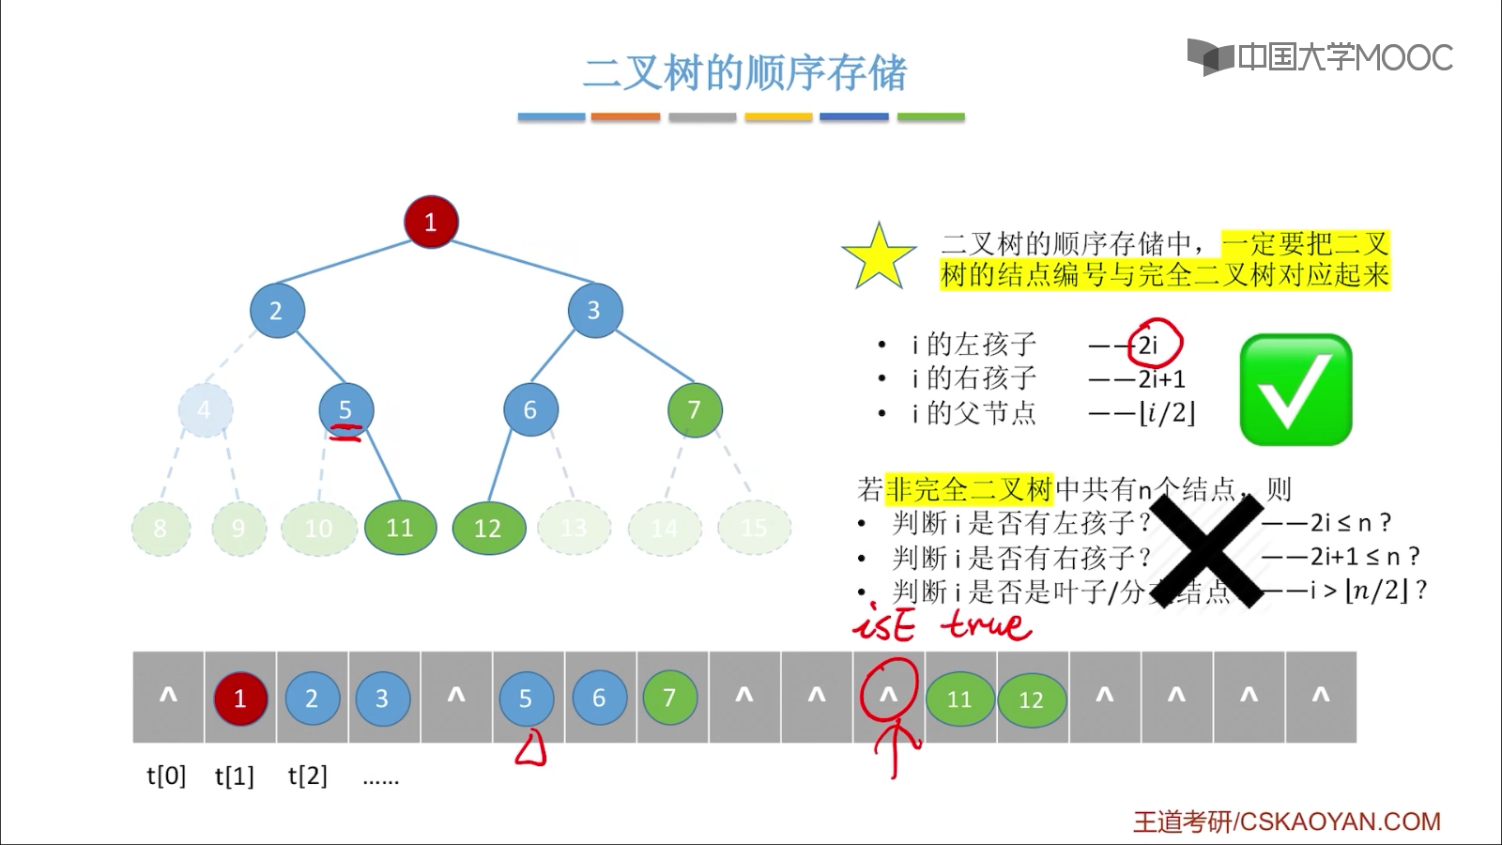 二叉树的顺序存储
中国大学MOOC
1
2
3
4
5
6
7
8
9
10
11
12
13
14
15
二叉树的顺序存储中，一定要把二叉
树的结点编号与完全二叉树对应起来
• i 的左孩子 ——2i
• i 的右孩子 ——2i+1
• i 的父节点 ——⌊i/2⌋
若非完全二叉树中共有n个结点，则
• 判断 i 是否有左孩子？ ——2i ≤ n ?
• 判断 i 是否有右孩子？ ——2i+1 ≤ n ?
• 判断 i 是否是叶子/分支结点 ——i > ⌊n/2⌋ ?
isE true
^ 1 2 3 ^ 5 6 7 ^ ^ ^ 11 12 ^ ^ ^ ^
t[0] t[1] t[2] ……
王道考研/CSKAOYAN.COM